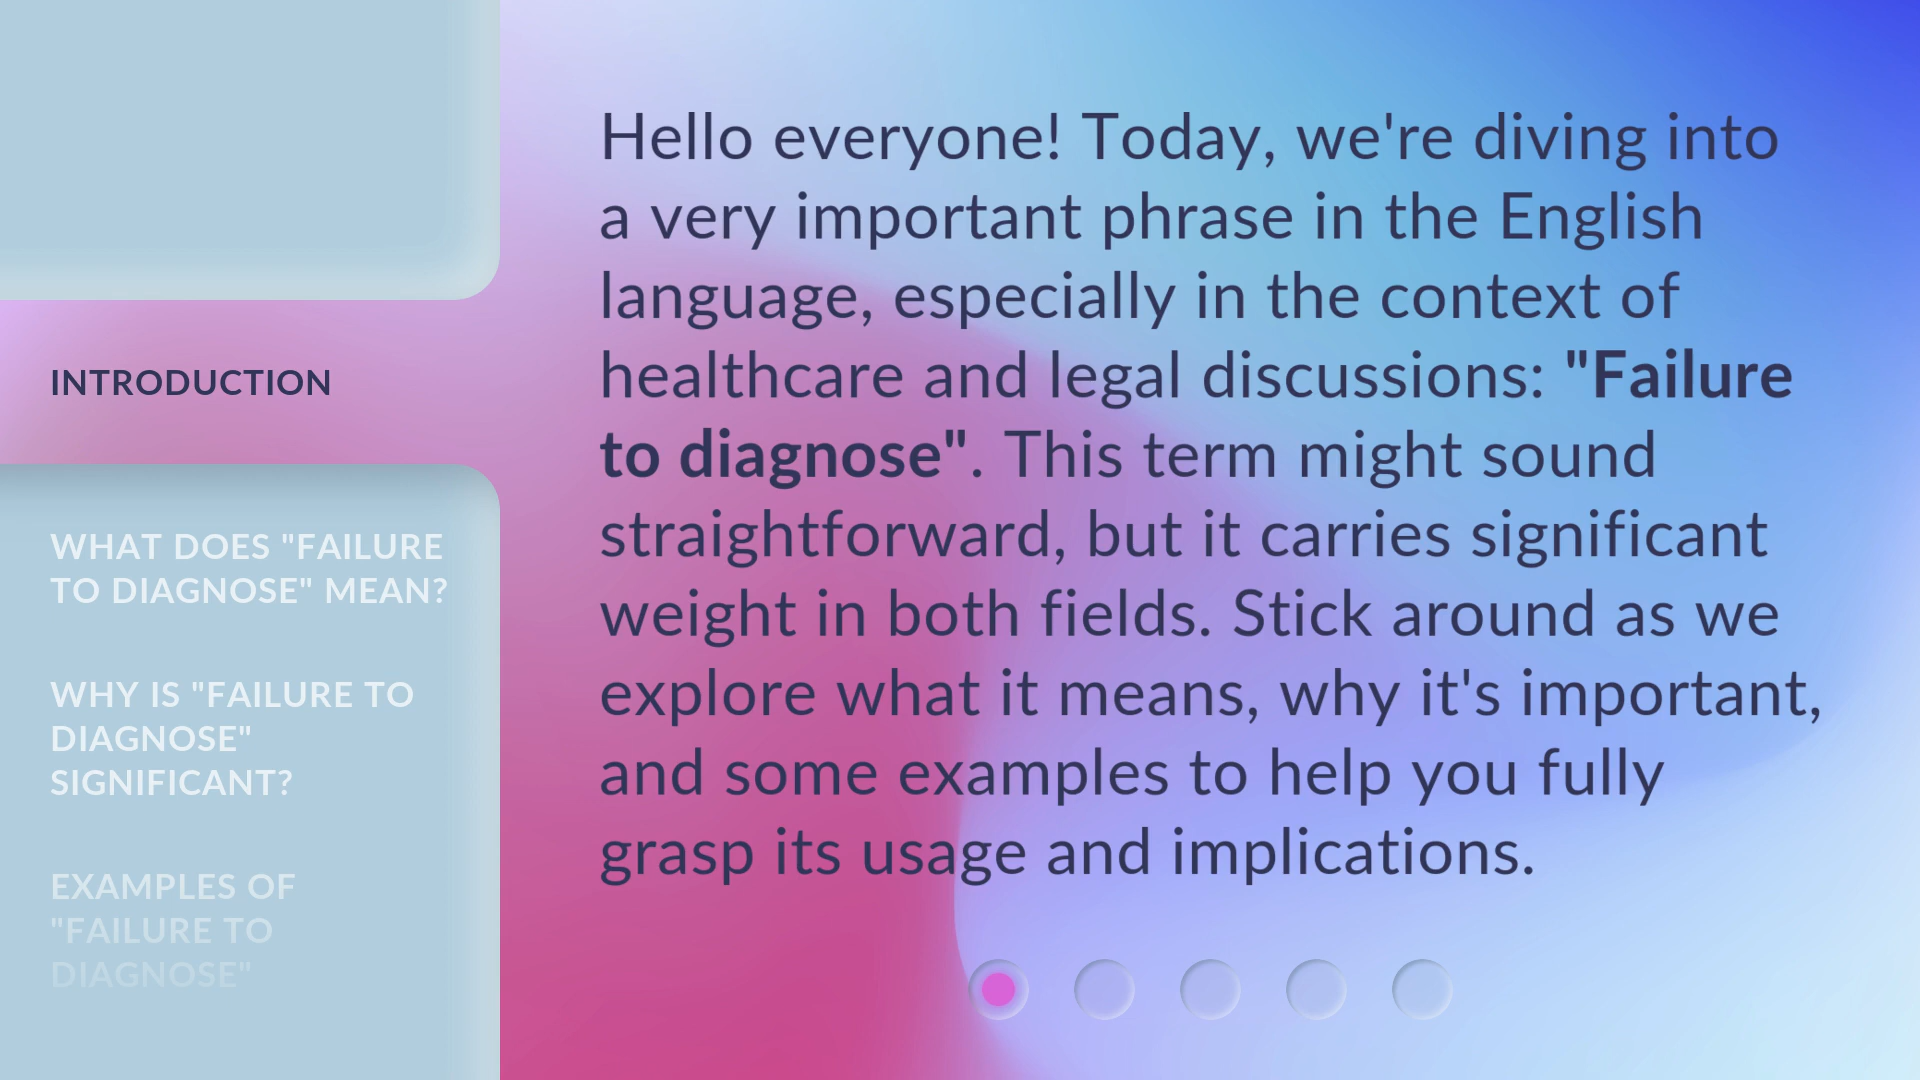 INTRODUCTION
WHAT DOES "FAILURE
TO DIAGNOSE" MEAN?
WHY IS "FAILURE TO
DIAGNOSE"
SIGNIFICANT?
EXAMPLES OF
"FAILURE TO
DIAGNOSE"
Hello everyone! Today, we're diving into
a very important phrase in the English
language, especially in the context of
healthcare and legal discussions: "Failure
to diagnose". This term might sound
straightforward, but it carries significant
weight in both fields. Stick around as we
explore what it means, why it's important,
and some examples to help you fully
grasp its usage and implications.